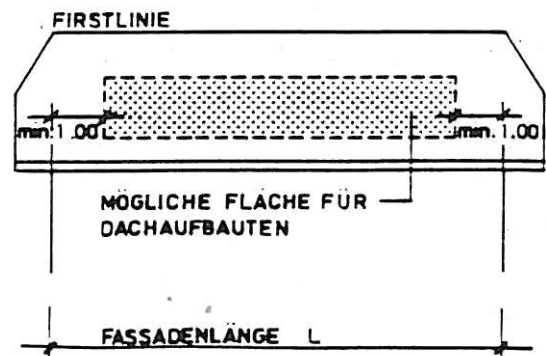 FIRSTLINIE
min.1.00
min.1.00
MÖGLICHE FLÄCHE FÜR
DACHAUFBAUTEN
FASSADENLÄNGE L